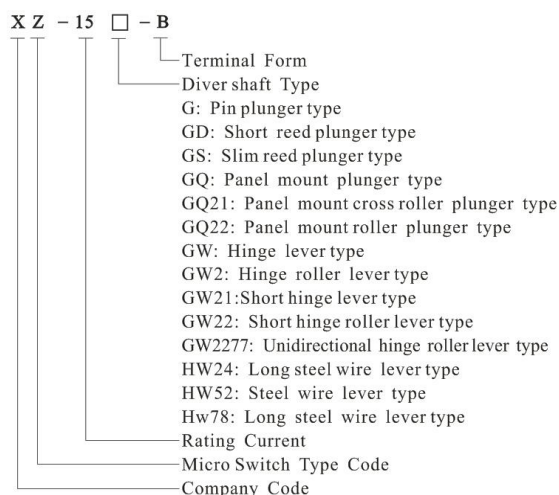 X Z - 15 □ - B
Terminal Form
Diver shaft Type
G: Pin plunger type
GD: Short reed plunger type
GS: Slim reed plunger type
GQ: Panel mount plunger type
GQ21: Panel mount cross roller plunger type
GQ22: Panel mount roller plunger type
GW: Hinge lever type
GW2: Hinge roller lever type
GW21:Short hinge lever type
GW22: Short hinge roller lever type
GW2277: Unidirectional hinge roller lever type
HW24: Long steel wire lever type
HW52: Steel wire lever type
Hw78: Long steel wire lever type
Rating Current
Micro Switch Type Code
Company Code